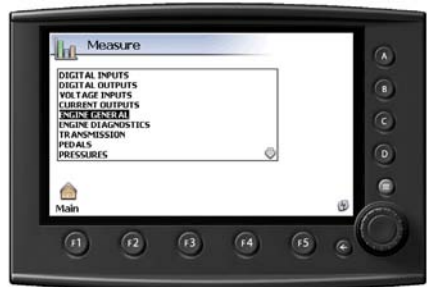 Measure
DIGITAL INPUTS
DIGITAL OUTPUTS
VOLTAGE INPUTS
CURRENT OUTPUTS
ENGINE GENERAL
ENGINE DIAGNOSTICS
TRANSMISSION
PEDALS
PRESSURES
Main
A
B
C
D
F1
F2
F3
F4
F5